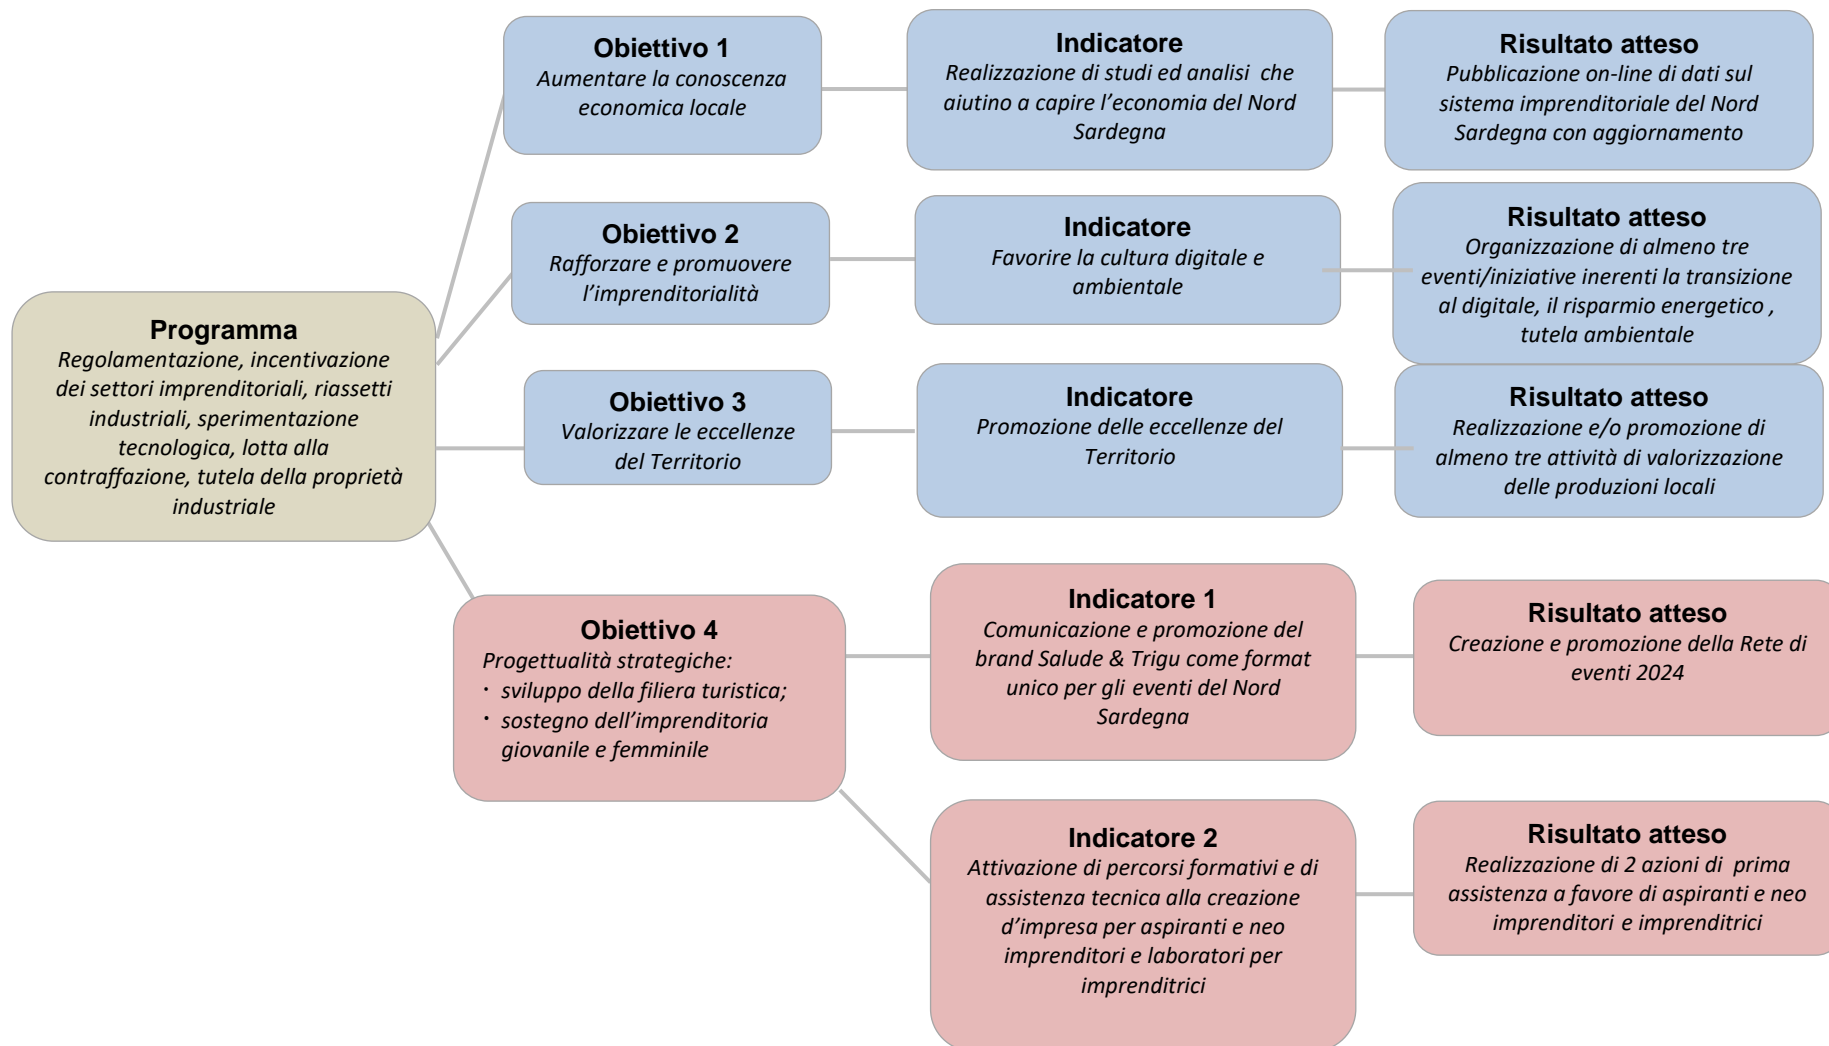 Programma
Regolamentazione, incentivazione
dei settori imprenditoriali, riassetti
industriali, sperimentazione
tecnologica, lotta alla
contraffazione, tutela della proprietà
industriale
Obiettivo 1
Aumentare la conoscenza
economica locale
Indicatore
Realizzazione di studi ed analisi  che
aiutino a capire l’economia del Nord
Sardegna
Risultato atteso
Pubblicazione on-line di dati sul
sistema imprenditoriale del Nord
Sardegna con aggiornamento
Obiettivo 2
Rafforzare e promuovere
l’imprenditorialità
Indicatore
Favorire la cultura digitale e
ambientale
Risultato atteso
Organizzazione di almeno tre
eventi/iniziative inerenti la transizione
al digitale, il risparmio energetico ,
tutela ambientale
Obiettivo 3
Valorizzare le eccellenze
del Territorio
Indicatore
Promozione delle eccellenze del
Territorio
Risultato atteso
Realizzazione e/o promozione di
almeno tre attività di valorizzazione
delle produzioni locali
Obiettivo 4
Progettualità strategiche:
· sviluppo della filiera turistica;
· sostegno dell’imprenditoria
giovanile e femminile
Indicatore 1
Comunicazione e promozione del
brand Salude & Trigu come format
unico per gli eventi del Nord
Sardegna
Risultato atteso
Creazione e promozione della Rete di
eventi 2024
Indicatore 2
Attivazione di percorsi formativi e di
assistenza tecnica alla creazione
d’impresa per aspiranti e neo
imprenditori e laboratori per
imprenditrici
Risultato atteso
Realizzazione di 2 azioni di  prima
assistenza a favore di aspiranti e neo
imprenditori e imprenditrici